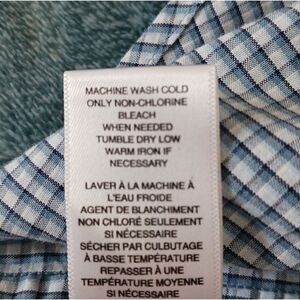 MACHINE WASH COLD
ONLY NON-CHLORINE
BLEACH
WHEN NEEDED
TUMBLE DRY LOW
WARM IRON IF
NECESSARY
LAVER À LA MACHINE À
L'EAU FROIDE
AGENT DE BLANCHIMENT
NON CHLORÉ SEULEMENT
SI NÉCESSAIRE
SÉCHER PAR CULBUTAGE
À BASSE TEMPÉRATURE
REPASSER À UNE
TEMPÉRATURE MOYENNE
SI NÉCESSAIRE